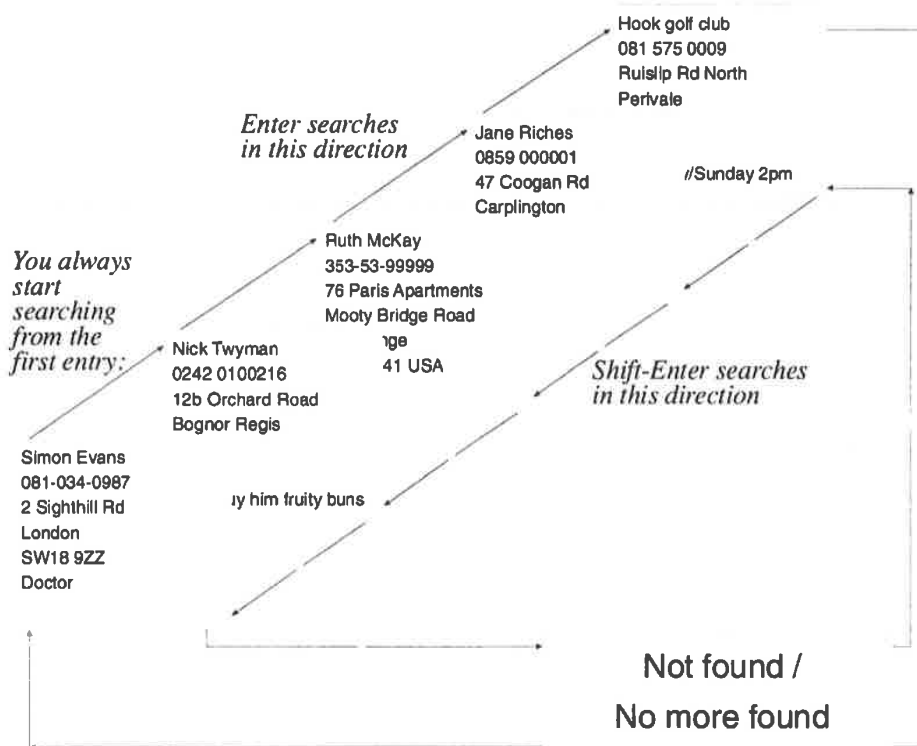 Hook golf club
081 575 0009
Ruislip Rd North
Perivale
Enter searches
in this direction
Jane Riches
0859 000001
47 Coogan Rd
Carplington
//Sunday 2pm
Ruth McKay
353-53-99999
76 Paris Apartments
Mooty Bridge Road
41 USA
You always
start
searching
from the
first entry:
Nick Twyman
0242 0100216
12b Orchard Road
Bognor Regis
Shift-Enter searches
in this direction
Simon Evans
081-034-0987
2 Sighthill Rd
London
SW18 9ZZ
Doctor
him fruity buns
Not found /
No more found